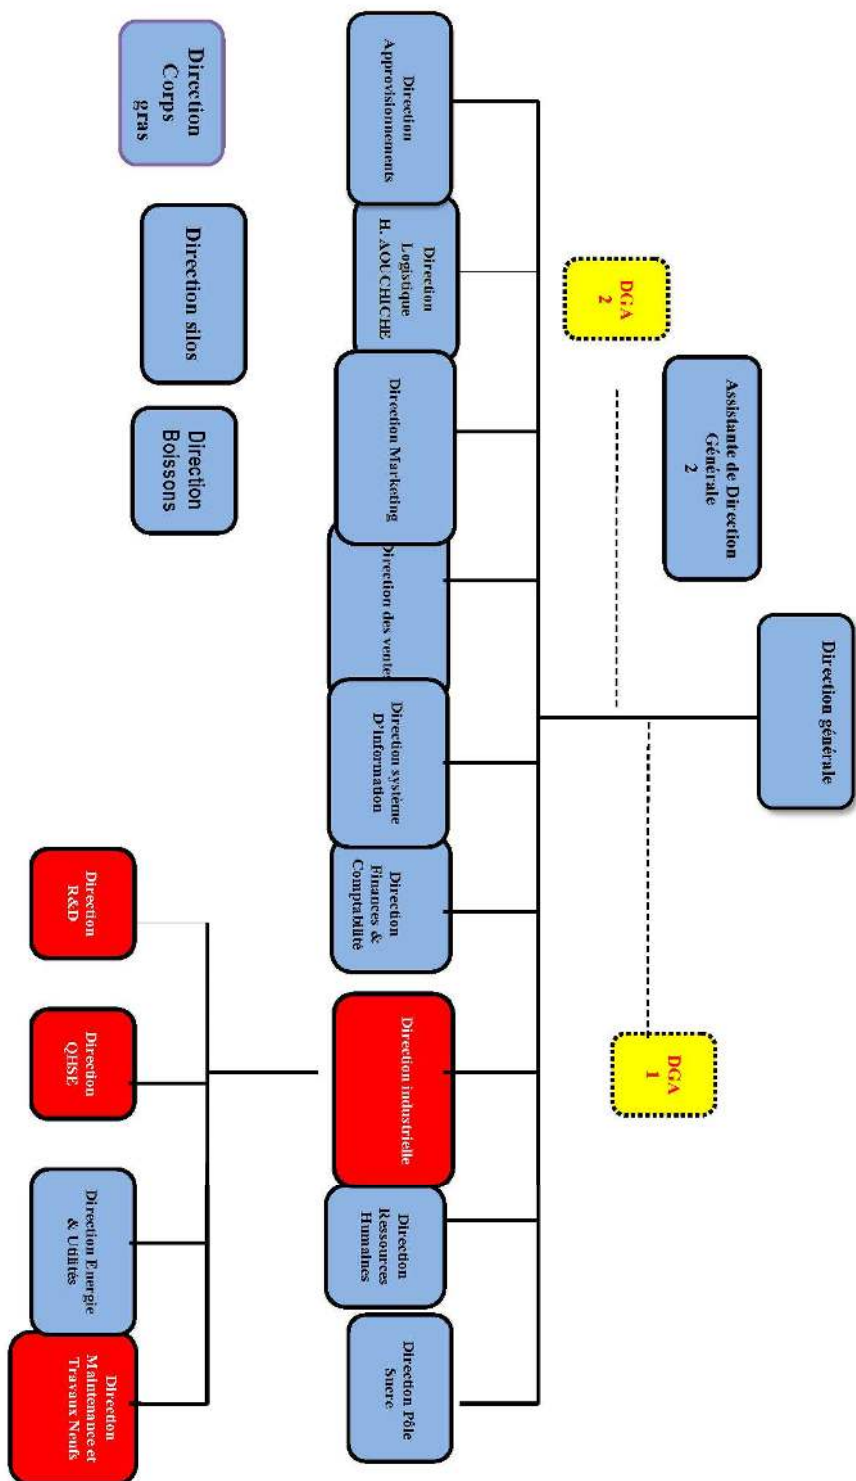 Direction générale
Assistante de Direction
Générale
2
DGA
2
DGA
1
Direction
Approvisionnements
Direction
Logistique
H. AOUCHICHE
Direction Marketing
Direction des ventes
Direction système
D'information
Direction
Finances &
Comptabilité
Direction industrielle
Direction
Ressources
Humaines
Direction Pôle
Sucre
Direction
Corps
gras
Direction silos
Direction
Boissons
Direction
R&D
Direction
QHSE
Direction Energie
& Utilités
Direction
Maintenance et
Travaux Neufs